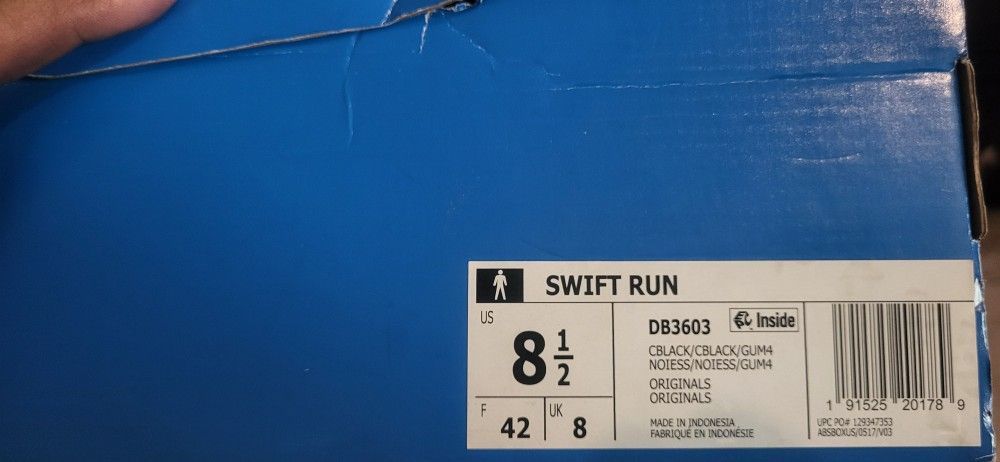 SWIFT RUN
US
8 1/2
F
42
UK
8
DB3603
Inside
CBLACK/CBLACK/GUM4
NOIESS/NOIESS/GUM4
ORIGINALS
ORIGINALS
MADE IN INDONESIA
FABRIQUÉ EN INDONÉSIE
1 91525 20178 9
UPC PO# 129347353
ABSBOXUS/0517/V03